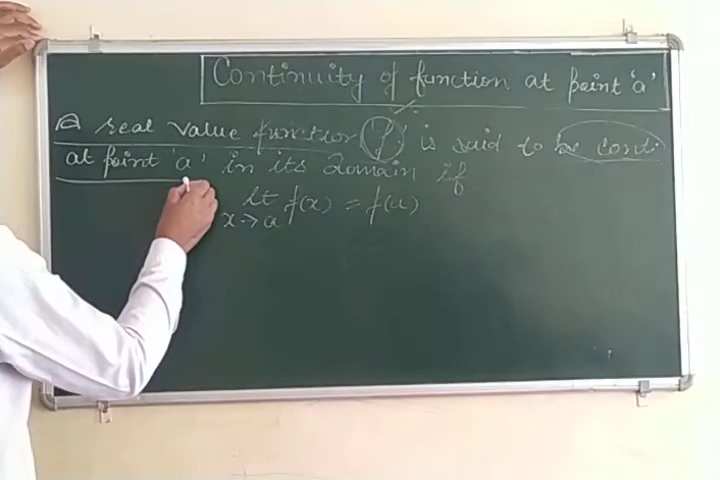 Continuity of function at point 'a'
A real value function 'f' is said to be cont.
at point 'a' in its domain if
lt f(x) = f(a)
x→a